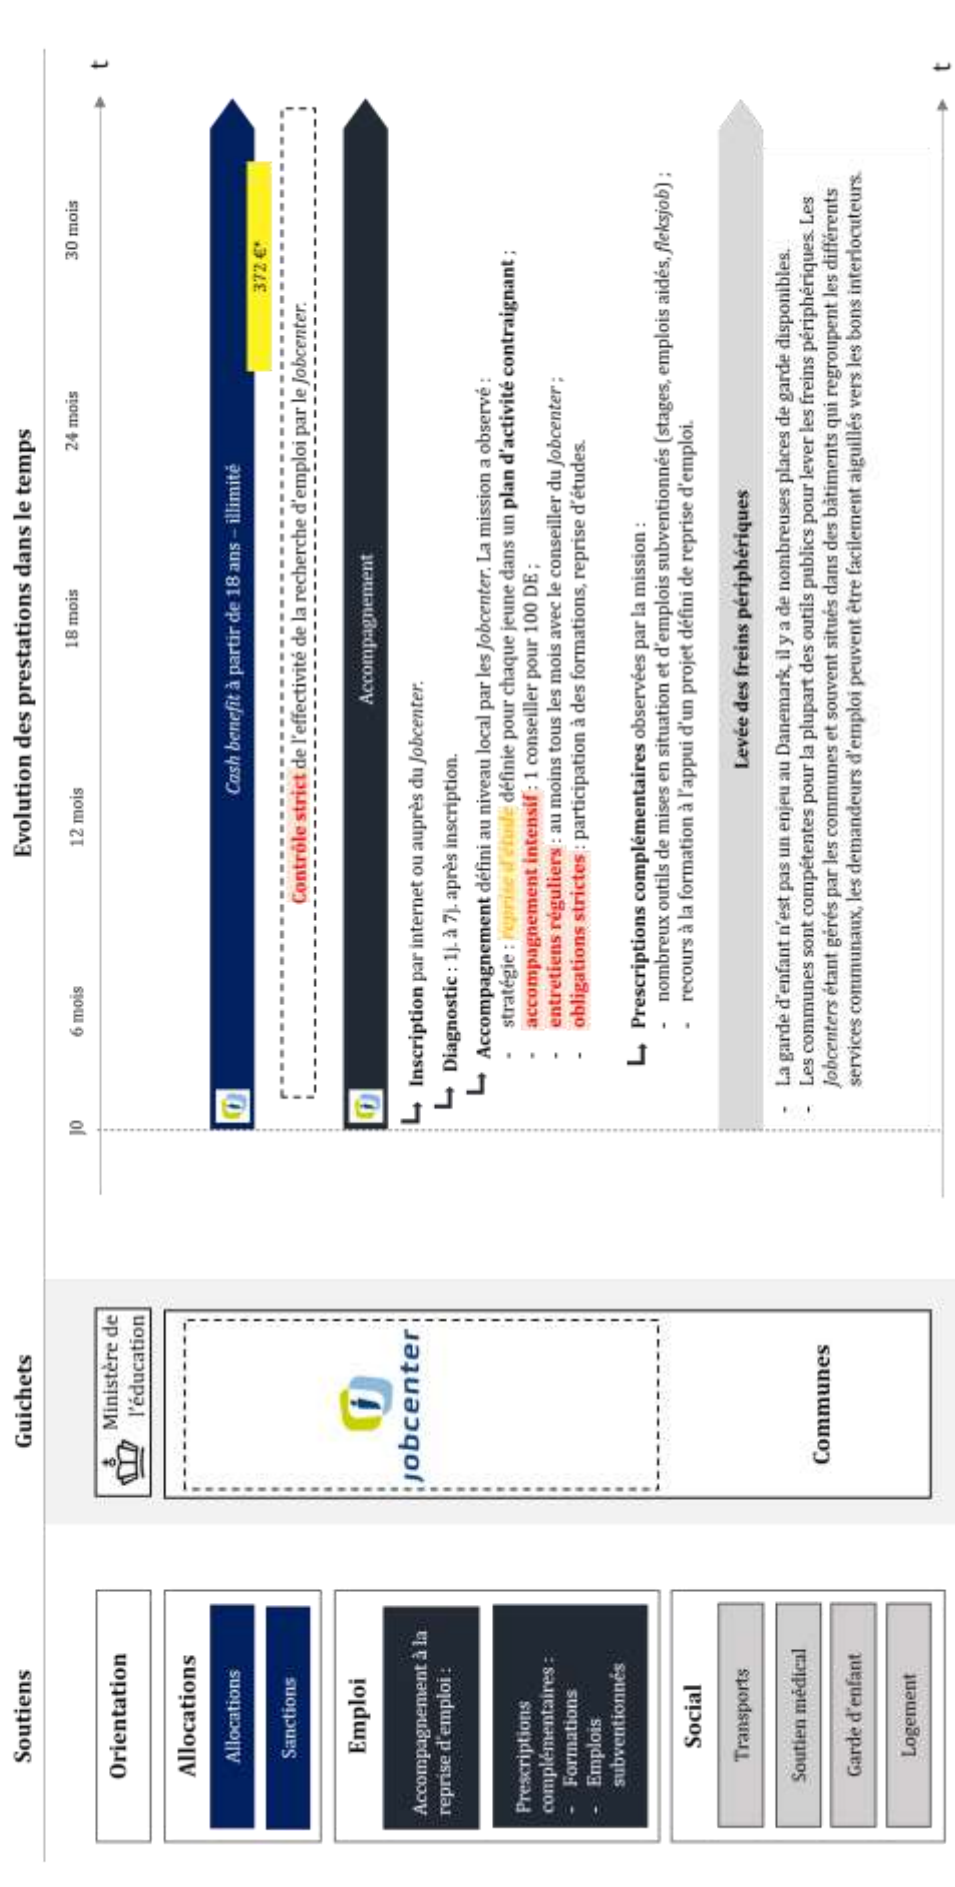 Soutiens
Guichets
Evolution des prestations dans le temps
J0
6 mois
12 mois
18 mois
24 mois
30 mois
t
Orientation
Ministère de
l'éducation
Allocations
Allocations
Sanctions
Cash benefit à partir de 18 ans – illimité
372 €*
Contrôle strict de l'effectivité de la recherche d'emploi par le Jobcenter.
Emploi
Accompagnement à la
reprise d'emploi :
Prescriptions
complémentaires :
- Formations
- Emplois
subventionnés
jobcenter
Accompagnement
Inscription par internet ou auprès du Jobcenter.
Diagnostic : 1j. à 7j. après inscription.
Accompagnement défini au niveau local par les Jobcenter. La mission a observé :
- stratégie : reprise d'étude définie pour chaque jeune dans un plan d'activité contraignant ;
- accompagnement intensif : 1 conseiller pour 100 DE ;
- entretiens réguliers : au moins tous les mois avec le conseiller du Jobcenter ;
- obligations strictes : participation à des formations, reprise d'études.
Prescriptions complémentaires observées par la mission :
- nombreux outils de mises en situation et d'emplois subventionnés (stages, emplois aidés, fleksjob) ;
- recours à la formation à l'appui d'un projet défini de reprise d'emploi.
Social
Transports
Soutien médical
Garde d'enfant
Logement
Communes
Levée des freins périphériques
- La garde d'enfant n'est pas un enjeu au Danemark, il y a de nombreuses places de garde disponibles.
- Les communes sont compétentes pour la plupart des outils publics pour lever les freins périphériques. Les
Jobcenters étant gérés par les communes et souvent situés dans des bâtiments qui regroupent les différents
services communaux, les demandeurs d'emploi peuvent être facilement aiguillés vers les bons interlocuteurs.
t